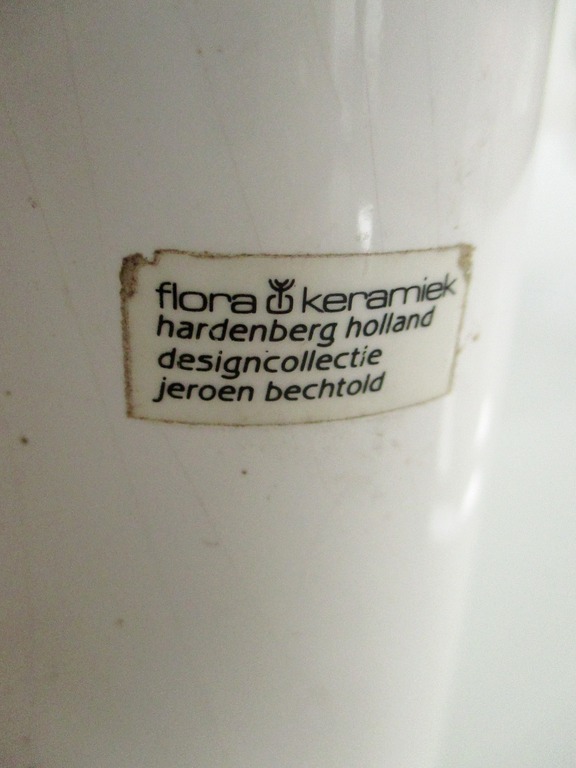 flora keramiek
hardenberg holland
designcollectie
jeroen bechtold